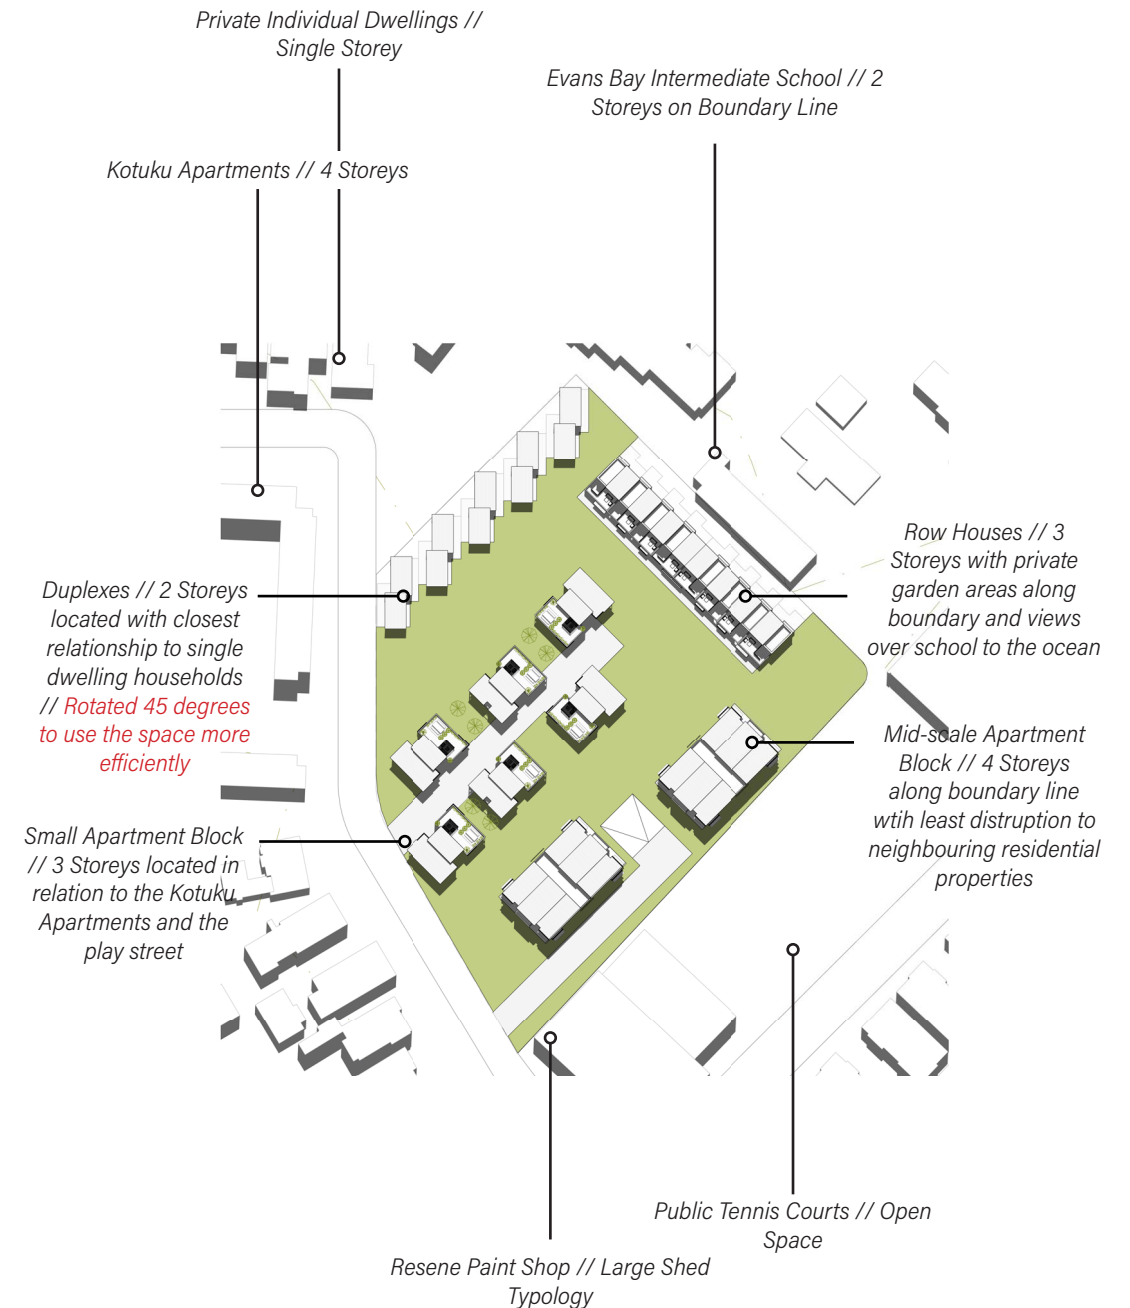 Private Individual Dwellings //
Single Storey
Evans Bay Intermediate School // 2
Storeys on Boundary Line
Kotuku Apartments // 4 Storeys
Row Houses // 3
Storeys with private
garden areas along
boundary and views
over school to the ocean
Duplexes // 2 Storeys
located with closest
relationship to single
dwelling households
// Rotated 45 degrees
to use the space more
efficiently
Mid-scale Apartment
Block // 4 Storeys
along boundary line
wtih least distruption to
neighbouring residential
properties
Small Apartment Block
// 3 Storeys located in
relation to the Kotuku
Apartments and the
play street
Public Tennis Courts // Open
Space
Resene Paint Shop // Large Shed
Typology